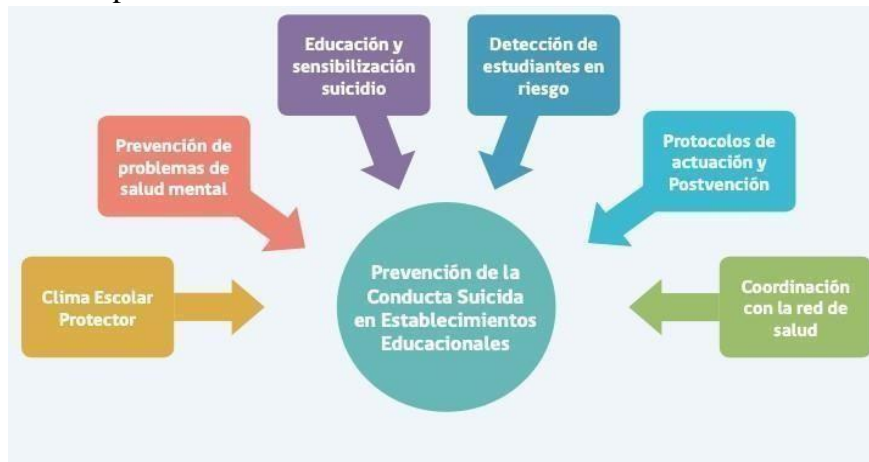 Educación y
sensibilización
suicidio
Detección de
estudiantes en
riesgo
Prevención de
problemas de
salud mental
Protocolos de
actuación y
Postvención
Clima Escolar
Protector
Prevención de la
Conducta Suicida
en Establecimientos
Educacionales
Coordinación
con la red de
salud